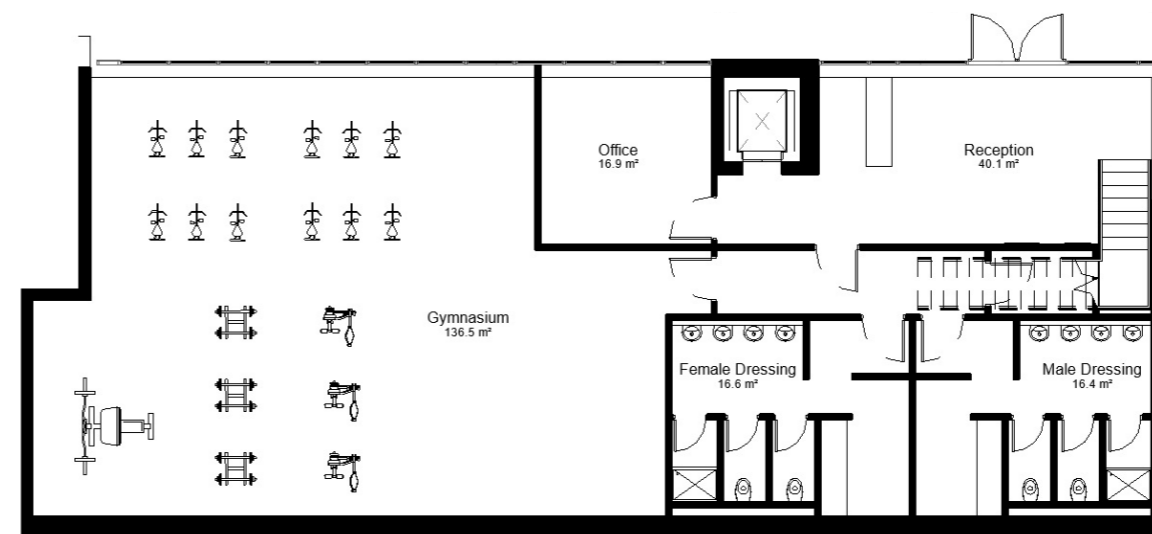 Office
16.9 m²
Reception
40.1 m²
Gymnasium
136.5 m²
Female Dressing
16.6 m²
Male Dressing
16.4 m²